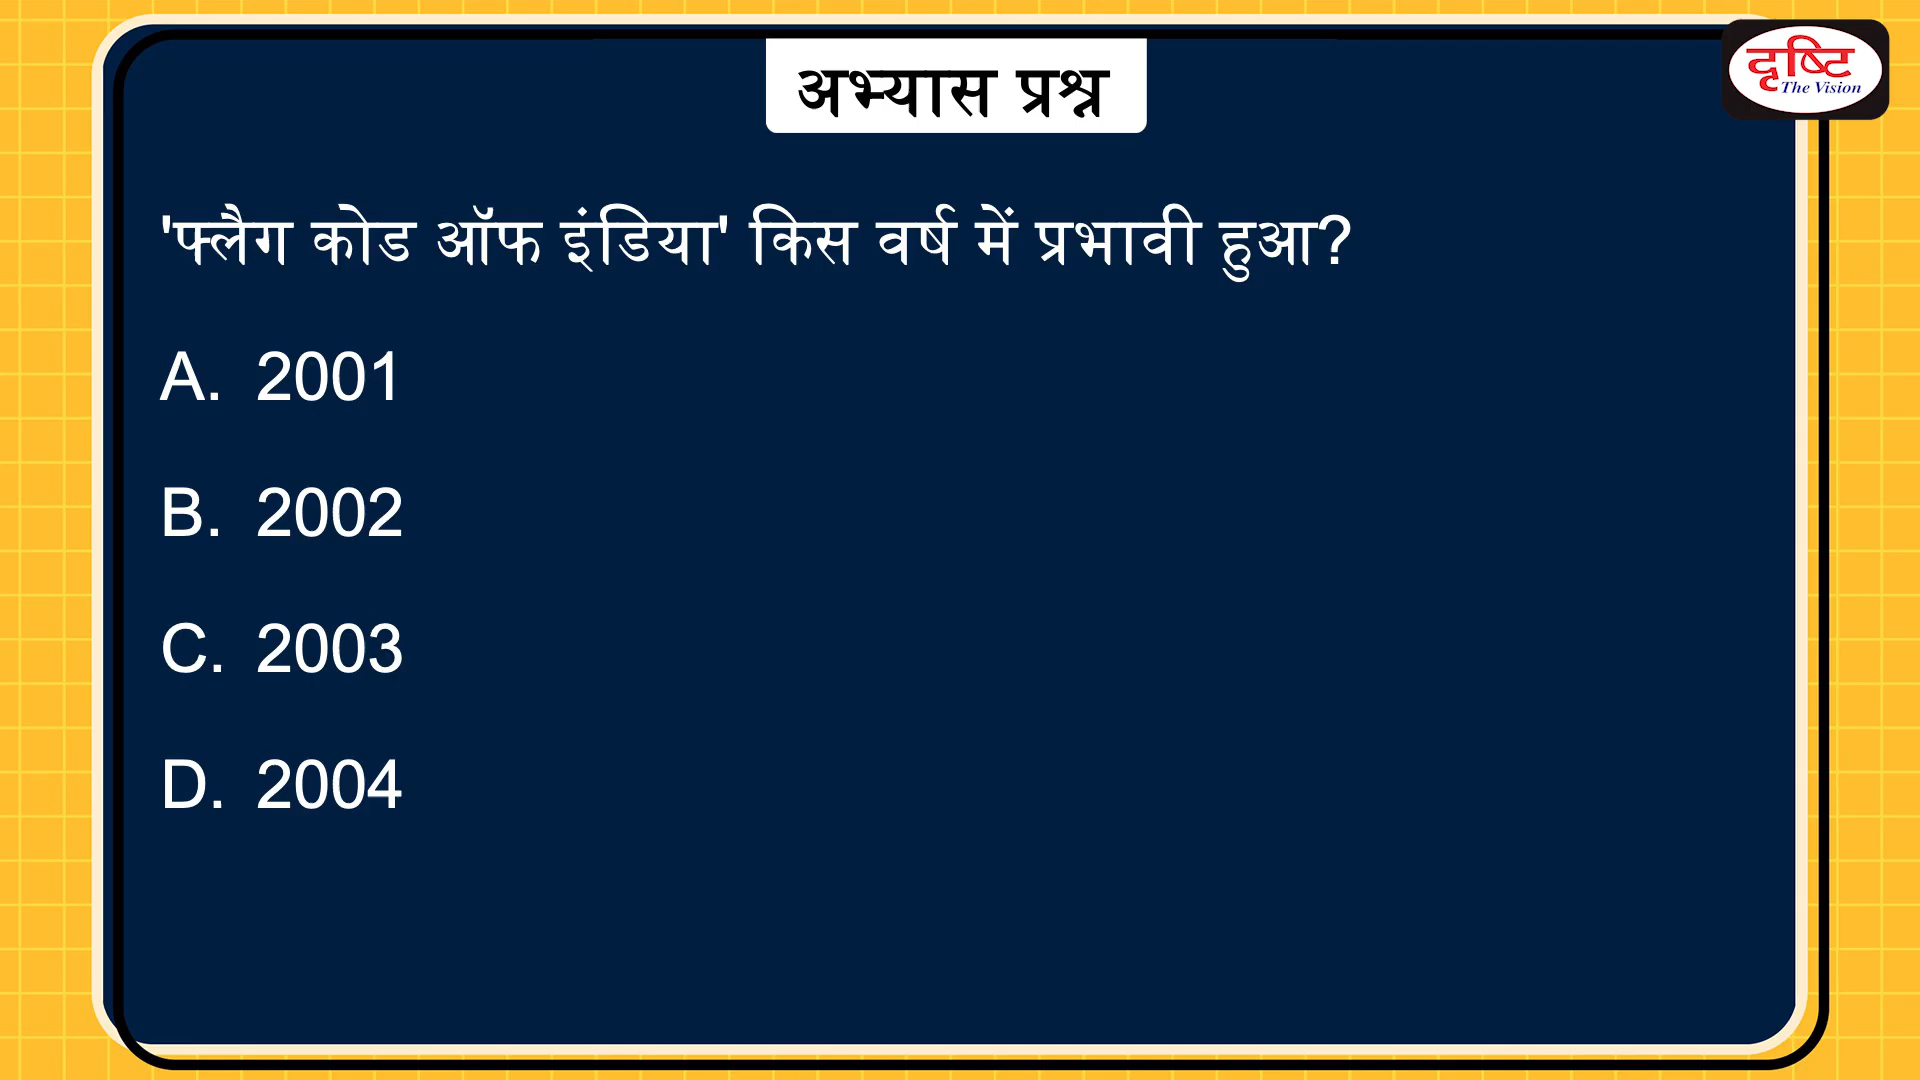 अभ्यास प्रश्न
दृष्टि
The Vision
'फ्लैग कोड ऑफ इंडिया' किस वर्ष में प्रभावी हुआ?
A. 2001
B. 2002
C. 2003
D. 2004